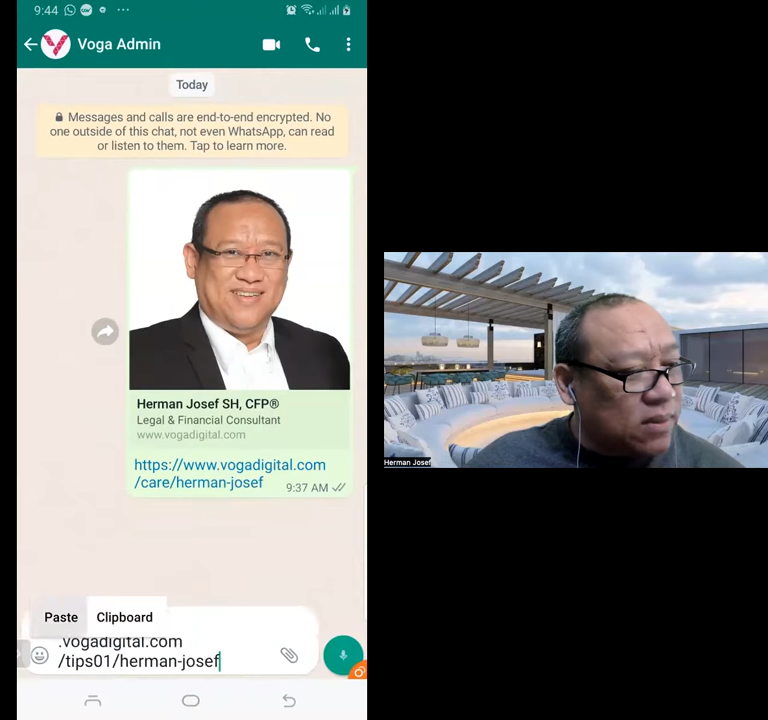 9:44
Voga Admin
Today
Messages and calls are end-to-end encrypted. No
one outside of this chat, not even WhatsApp, can read
or listen to them. Tap to learn more.
Herman Josef SH, CFP®
Legal & Financial Consultant
www.vogadigital.com
https://www.vogadigital.com
/care/herman-josef
9:37 AM
Paste
Clipboard
.vogadigital.com
/tips01/herman-josef
Herman Josef